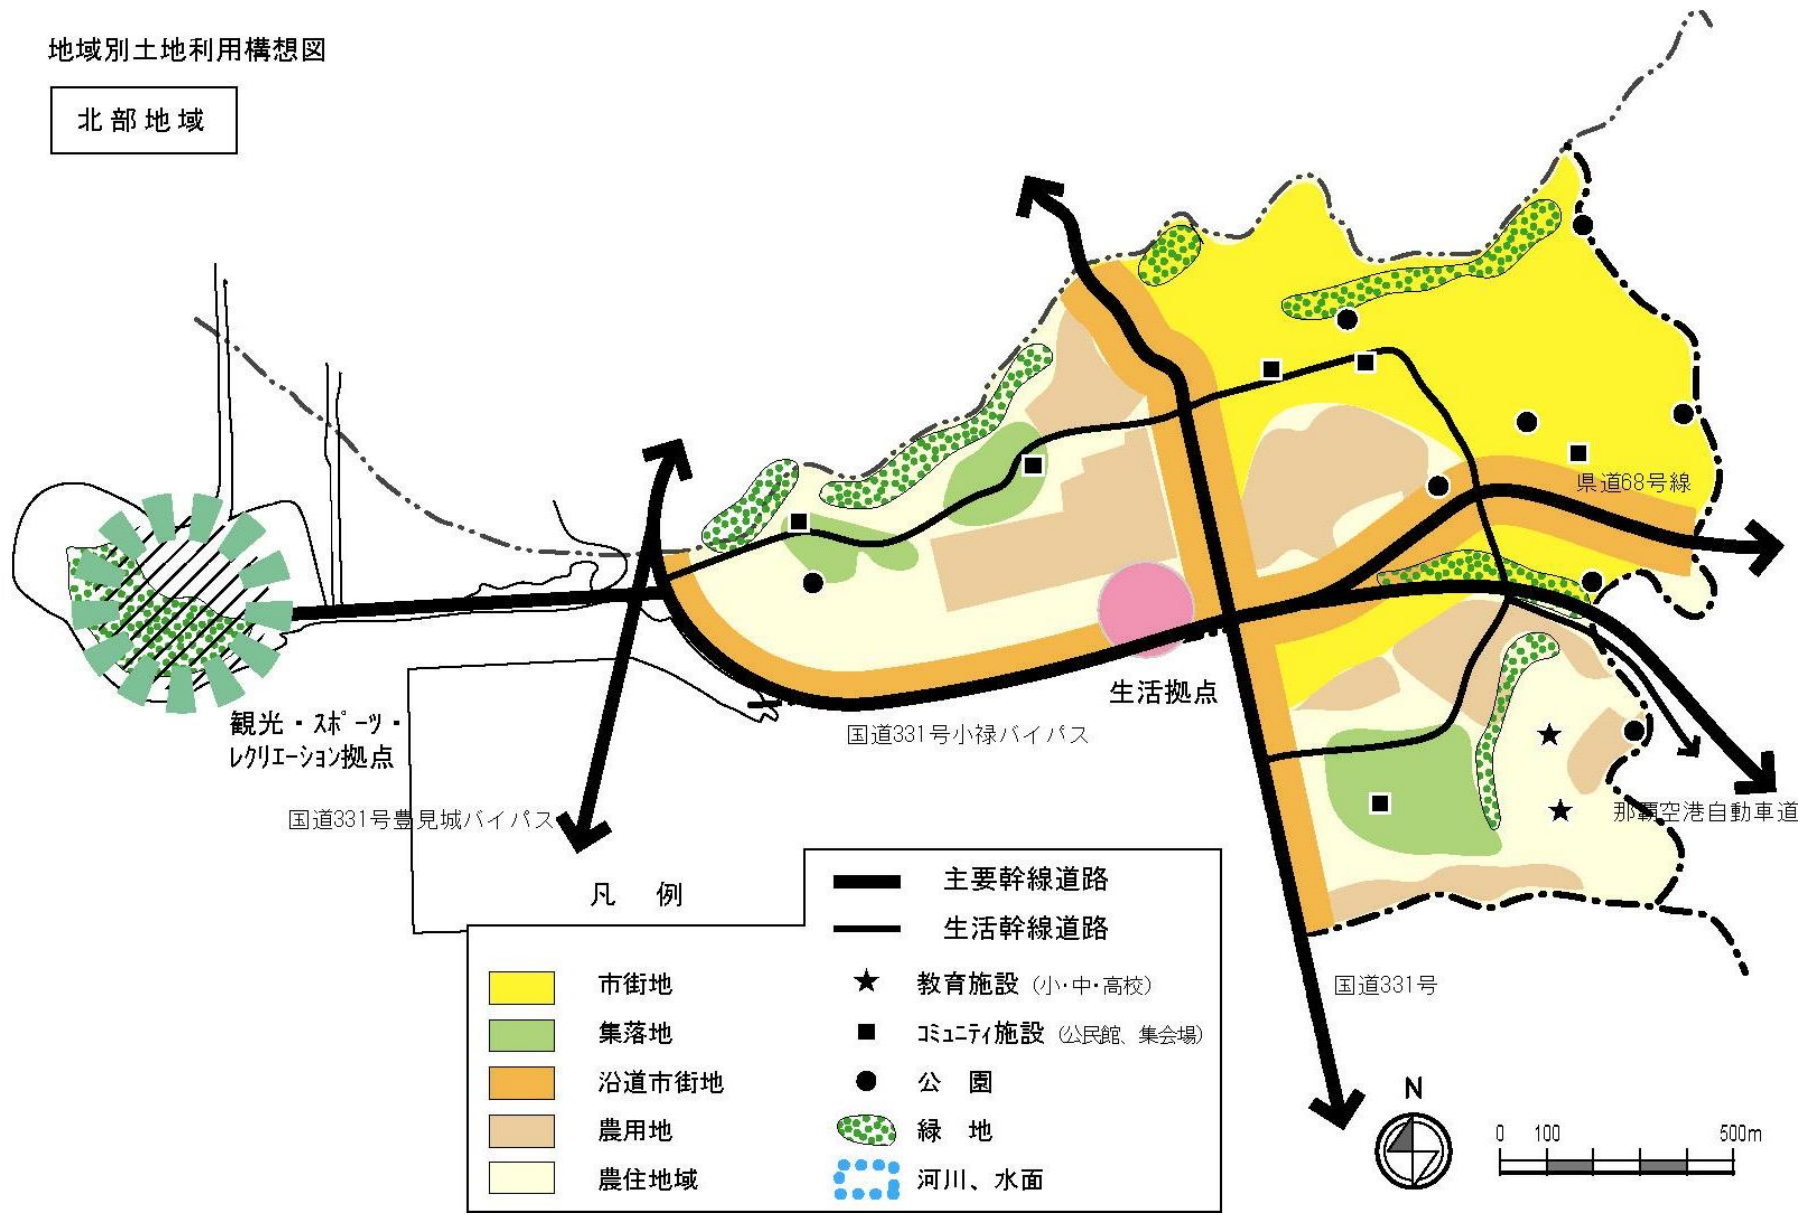 地域別土地利用構想図
北部地域
県道68号線
生活拠点
観光・スポーツ・
レクリエーション拠点
国道331号小禄バイパス
国道331号豊見城バイパス
那覇空港自動車道
国道331号
凡 例
主要幹線道路
生活幹線道路
市街地
教育施設 (小・中・高校)
集落地
コミュニティ施設 (公民館、集会場)
沿道市街地
公 園
農用地
緑 地
農住地域
河川、水面
N
0 100 500m